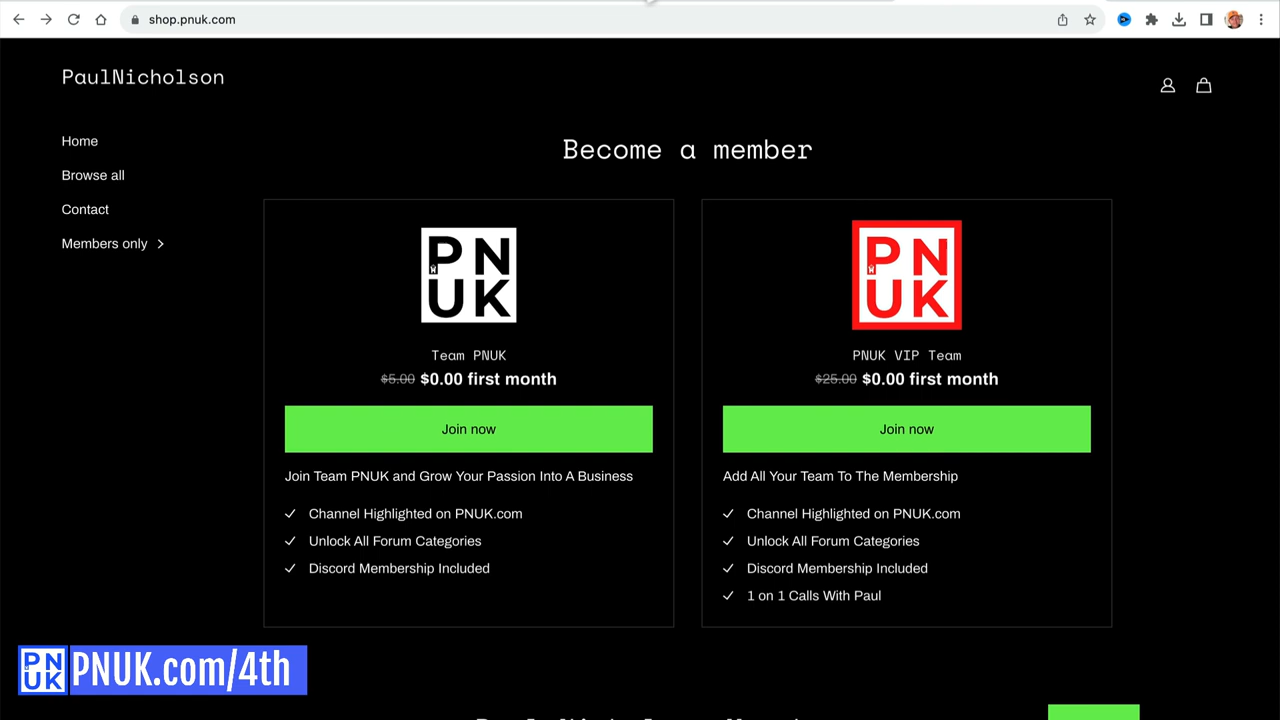 shop.pnuk.com
PaulNicholson
Home
Browse all
Contact
Members only
Become a member
PN
UK
Team PNUK
$5.00 $0.00 first month
Join now
Join Team PNUK and Grow Your Passion Into A Business
Channel Highlighted on PNUK.com
Unlock All Forum Categories
Discord Membership Included
PN
UK
PNUK VIP Team
$25.00 $0.00 first month
Join now
Add All Your Team To The Membership
Channel Highlighted on PNUK.com
Unlock All Forum Categories
Discord Membership Included
1 on 1 Calls With Paul
PN
UK
PNUK.com/4th